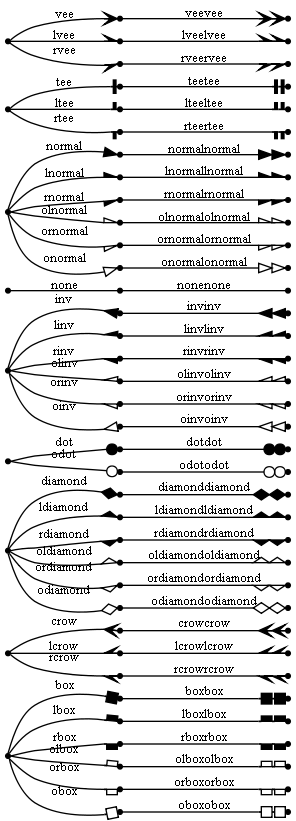 vee veevee
lvee lveelvee
rvee rveervee
tee teetee
ltee lteeltee
rtee rteertee
normal normalnormal
lnormal lnormallnormal
rnormal rnormalrnormal
olnormal olnormalolnormal
ornormal ornormalornormal
onormal onormalonormal
none nonenone
inv invinv
linv linvlinv
rinv rinvrinv
olinv olinvolinv
orinv orinvorinv
oinv oinvoinv
dot dotdot
odot odotodot
diamond diamonddiamond
ldiamond ldiamondldiamond
rdiamond rdiamondrdiamond
oldiamond oldiamondoldiamond
ordiamond ordiamondordiamond
odiamond odiamondodiamond
crow crowcrow
lcrow lcrowlcrow
rcrow rcrowrcrow
box boxbox
lbox lboxlbox
rbox rboxrbox
olbox olboxolbox
orbox orboxorbox
obox oboxobox